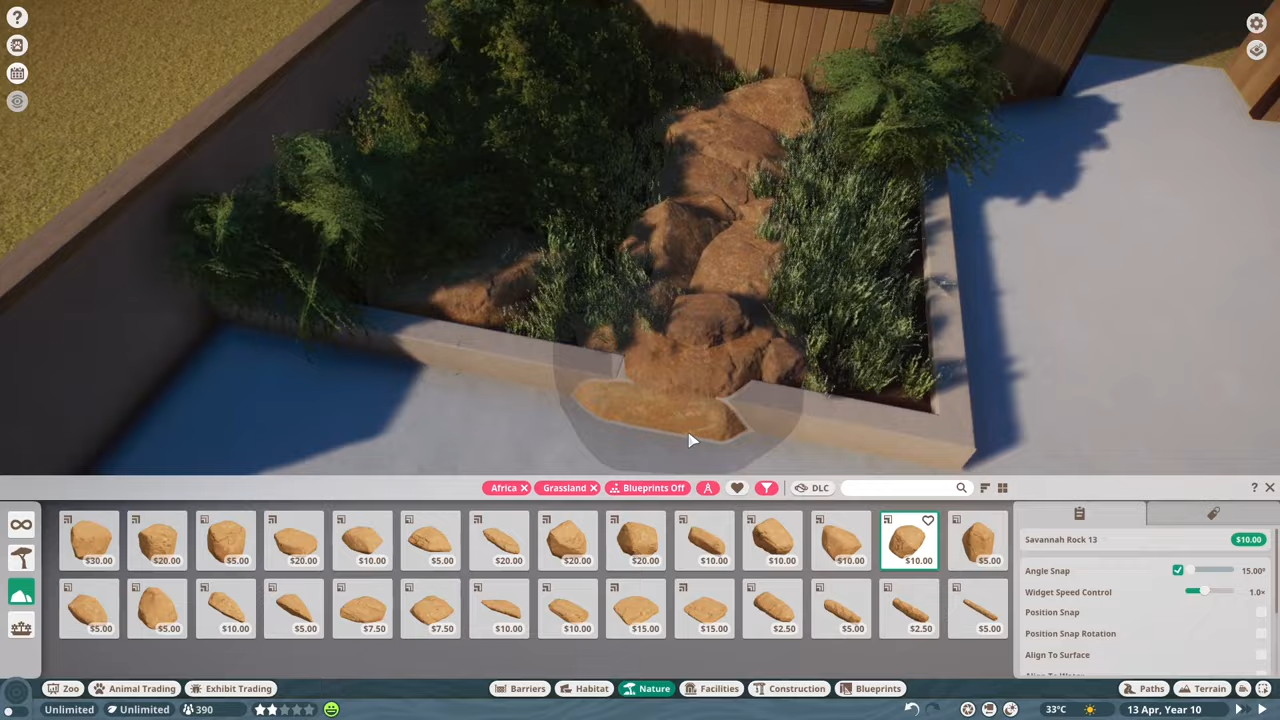 ?
Africa ✕ Grassland ✕ Blueprints Off DLC ? ✕
$30.00 $20.00 $5.00 $20.00 $10.00 $5.00 $20.00 $20.00 $20.00 $10.00 $10.00 $10.00 $10.00 $5.00
$5.00 $5.00 $10.00 $5.00 $7.50 $7.50 $10.00 $10.00 $15.00 $15.00 $2.50 $5.00 $2.50 $5.00
Savannah Rock 13 $10.00
Angle Snap 15.00°
Widget Speed Control 1.0×
Position Snap
Position Snap Rotation
Align To Surface
Zoo Animal Trading Exhibit Trading Barriers Habitat Nature Facilities Construction Blueprints Paths Terrain
Unlimited Unlimited 390 33°C 13 Apr, Year 10